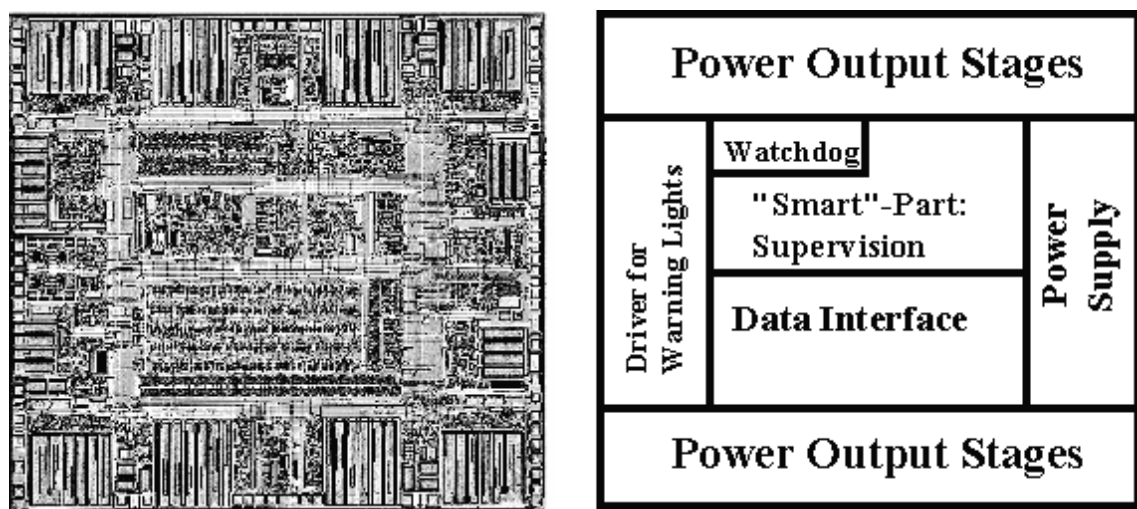 Power Output Stages
Driver for
Warning Lights
Watchdog
"Smart"-Part:
Supervision
Data Interface
Power
Supply
Power Output Stages